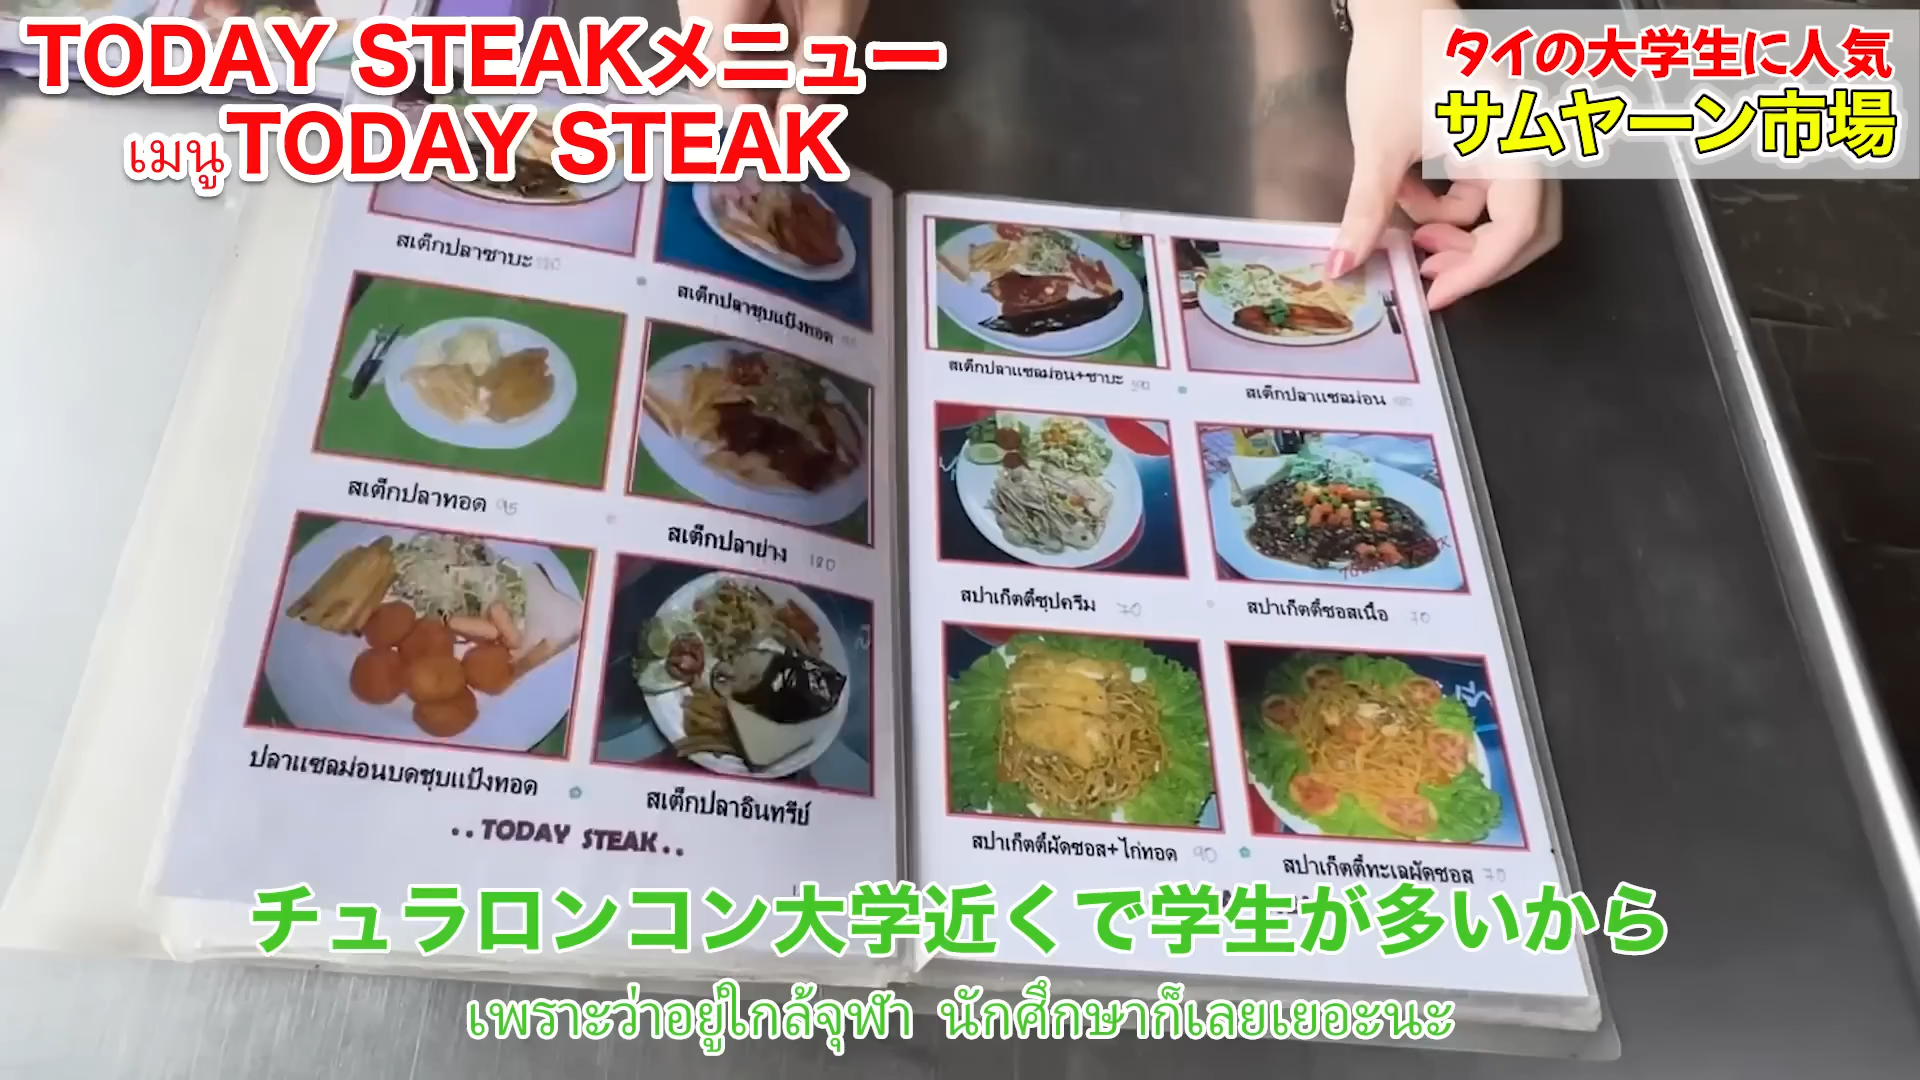 TODAY STEAKメニュー
เมนูTODAY STEAK
タイの大学生に人気
サムヤーン市場
สเต็กปลาซาบะ
สเต็กปลาชุบแป้งทอด
สเต็กปลาทอด 95
สเต็กปลาย่าง 120
ปลาแซลม่อนบดชุบแป้งทอด
สเต็กปลาอินทรีย์
..TODAY STEAK..
สเต็กปลาแซลม่อน+ซาบะ
สเต็กปลาแซลม่อน
สปาเก็ตตี้ซุปครีม 70
สปาเก็ตตี้ซอสเนื้อ 70
สปาเก็ตตี้ผัดซอส+ไก่ทอด 90
สปาเก็ตตี้ทะเลผัดซอส 70
チュラロンコン大学近くで学生が多いから
เพราะว่าอยู่ใกล้จุฬา นักศึกษาก็เลยเยอะนะ